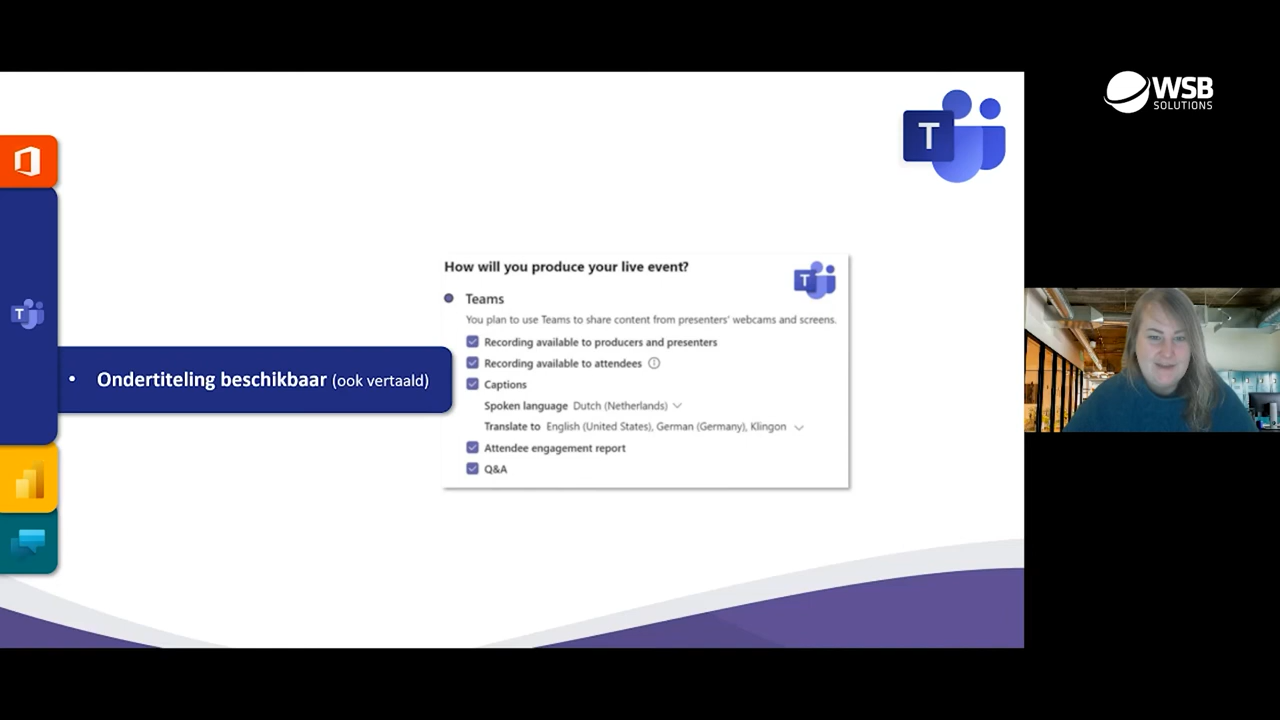 WSB
SOLUTIONS
T
How will you produce your live event?
T
Teams
You plan to use Teams to share content from presenters' webcams and screens.
T
Recording available to producers and presenters
Recording available to attendees
• Ondertiteling beschikbaar (ook vertaald)
Captions
Spoken language Dutch (Netherlands)
Translate to English (United States), German (Germany), Klingon
Attendee engagement report
Q&A